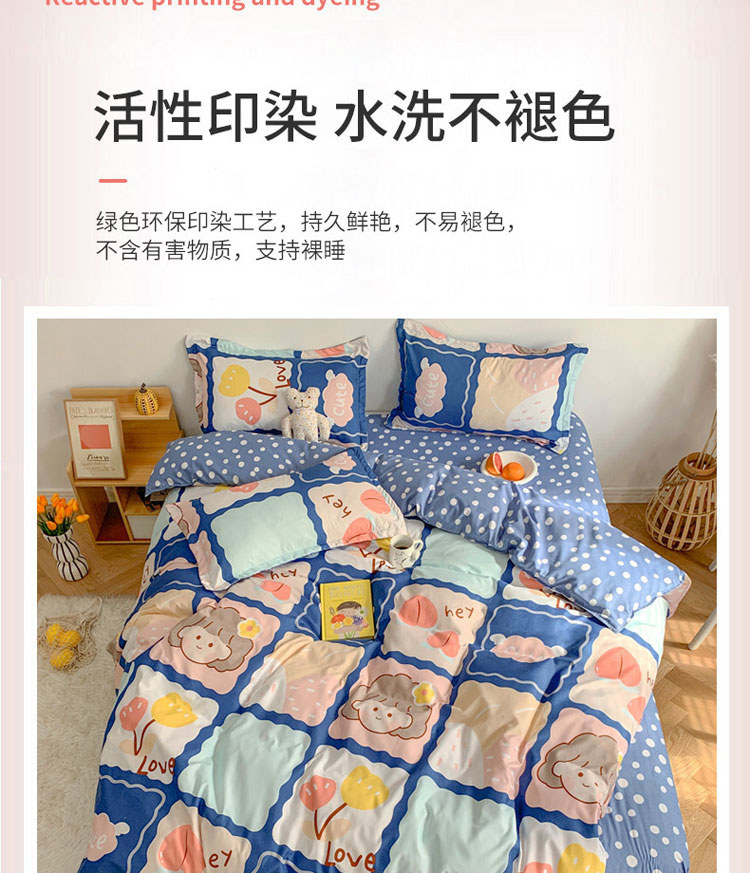 Reactive printing and dyeing
活性印染 水洗不褪色
绿色环保印染工艺，持久鲜艳，不易褪色，
不含有害物质，支持裸睡
Love
cute
cute
hey
hey
hey
Love
Love
ey
Love